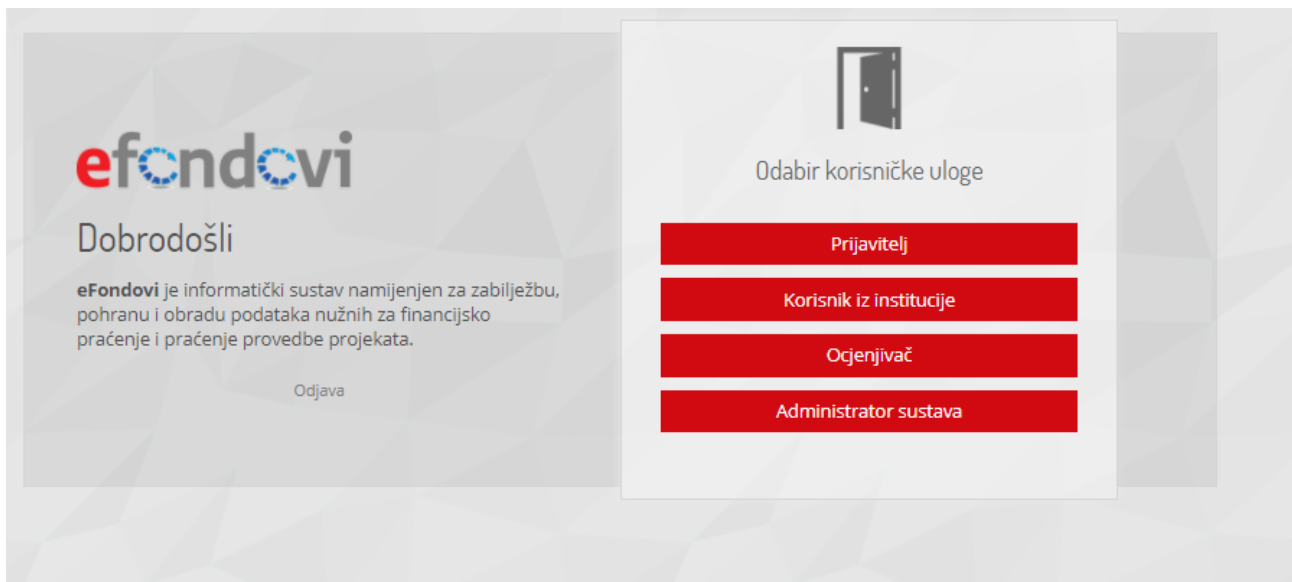 efondovi
Dobrodošli
eFondovi je informatički sustav namijenjen za zabilježbu,
pohranu i obradu podataka nužnih za financijsko
praćenje i praćenje provedbe projekata.
Odjava
Odabir korisničke uloge
Prijavitelj
Korisnik iz institucije
Ocjenjivač
Administrator sustava